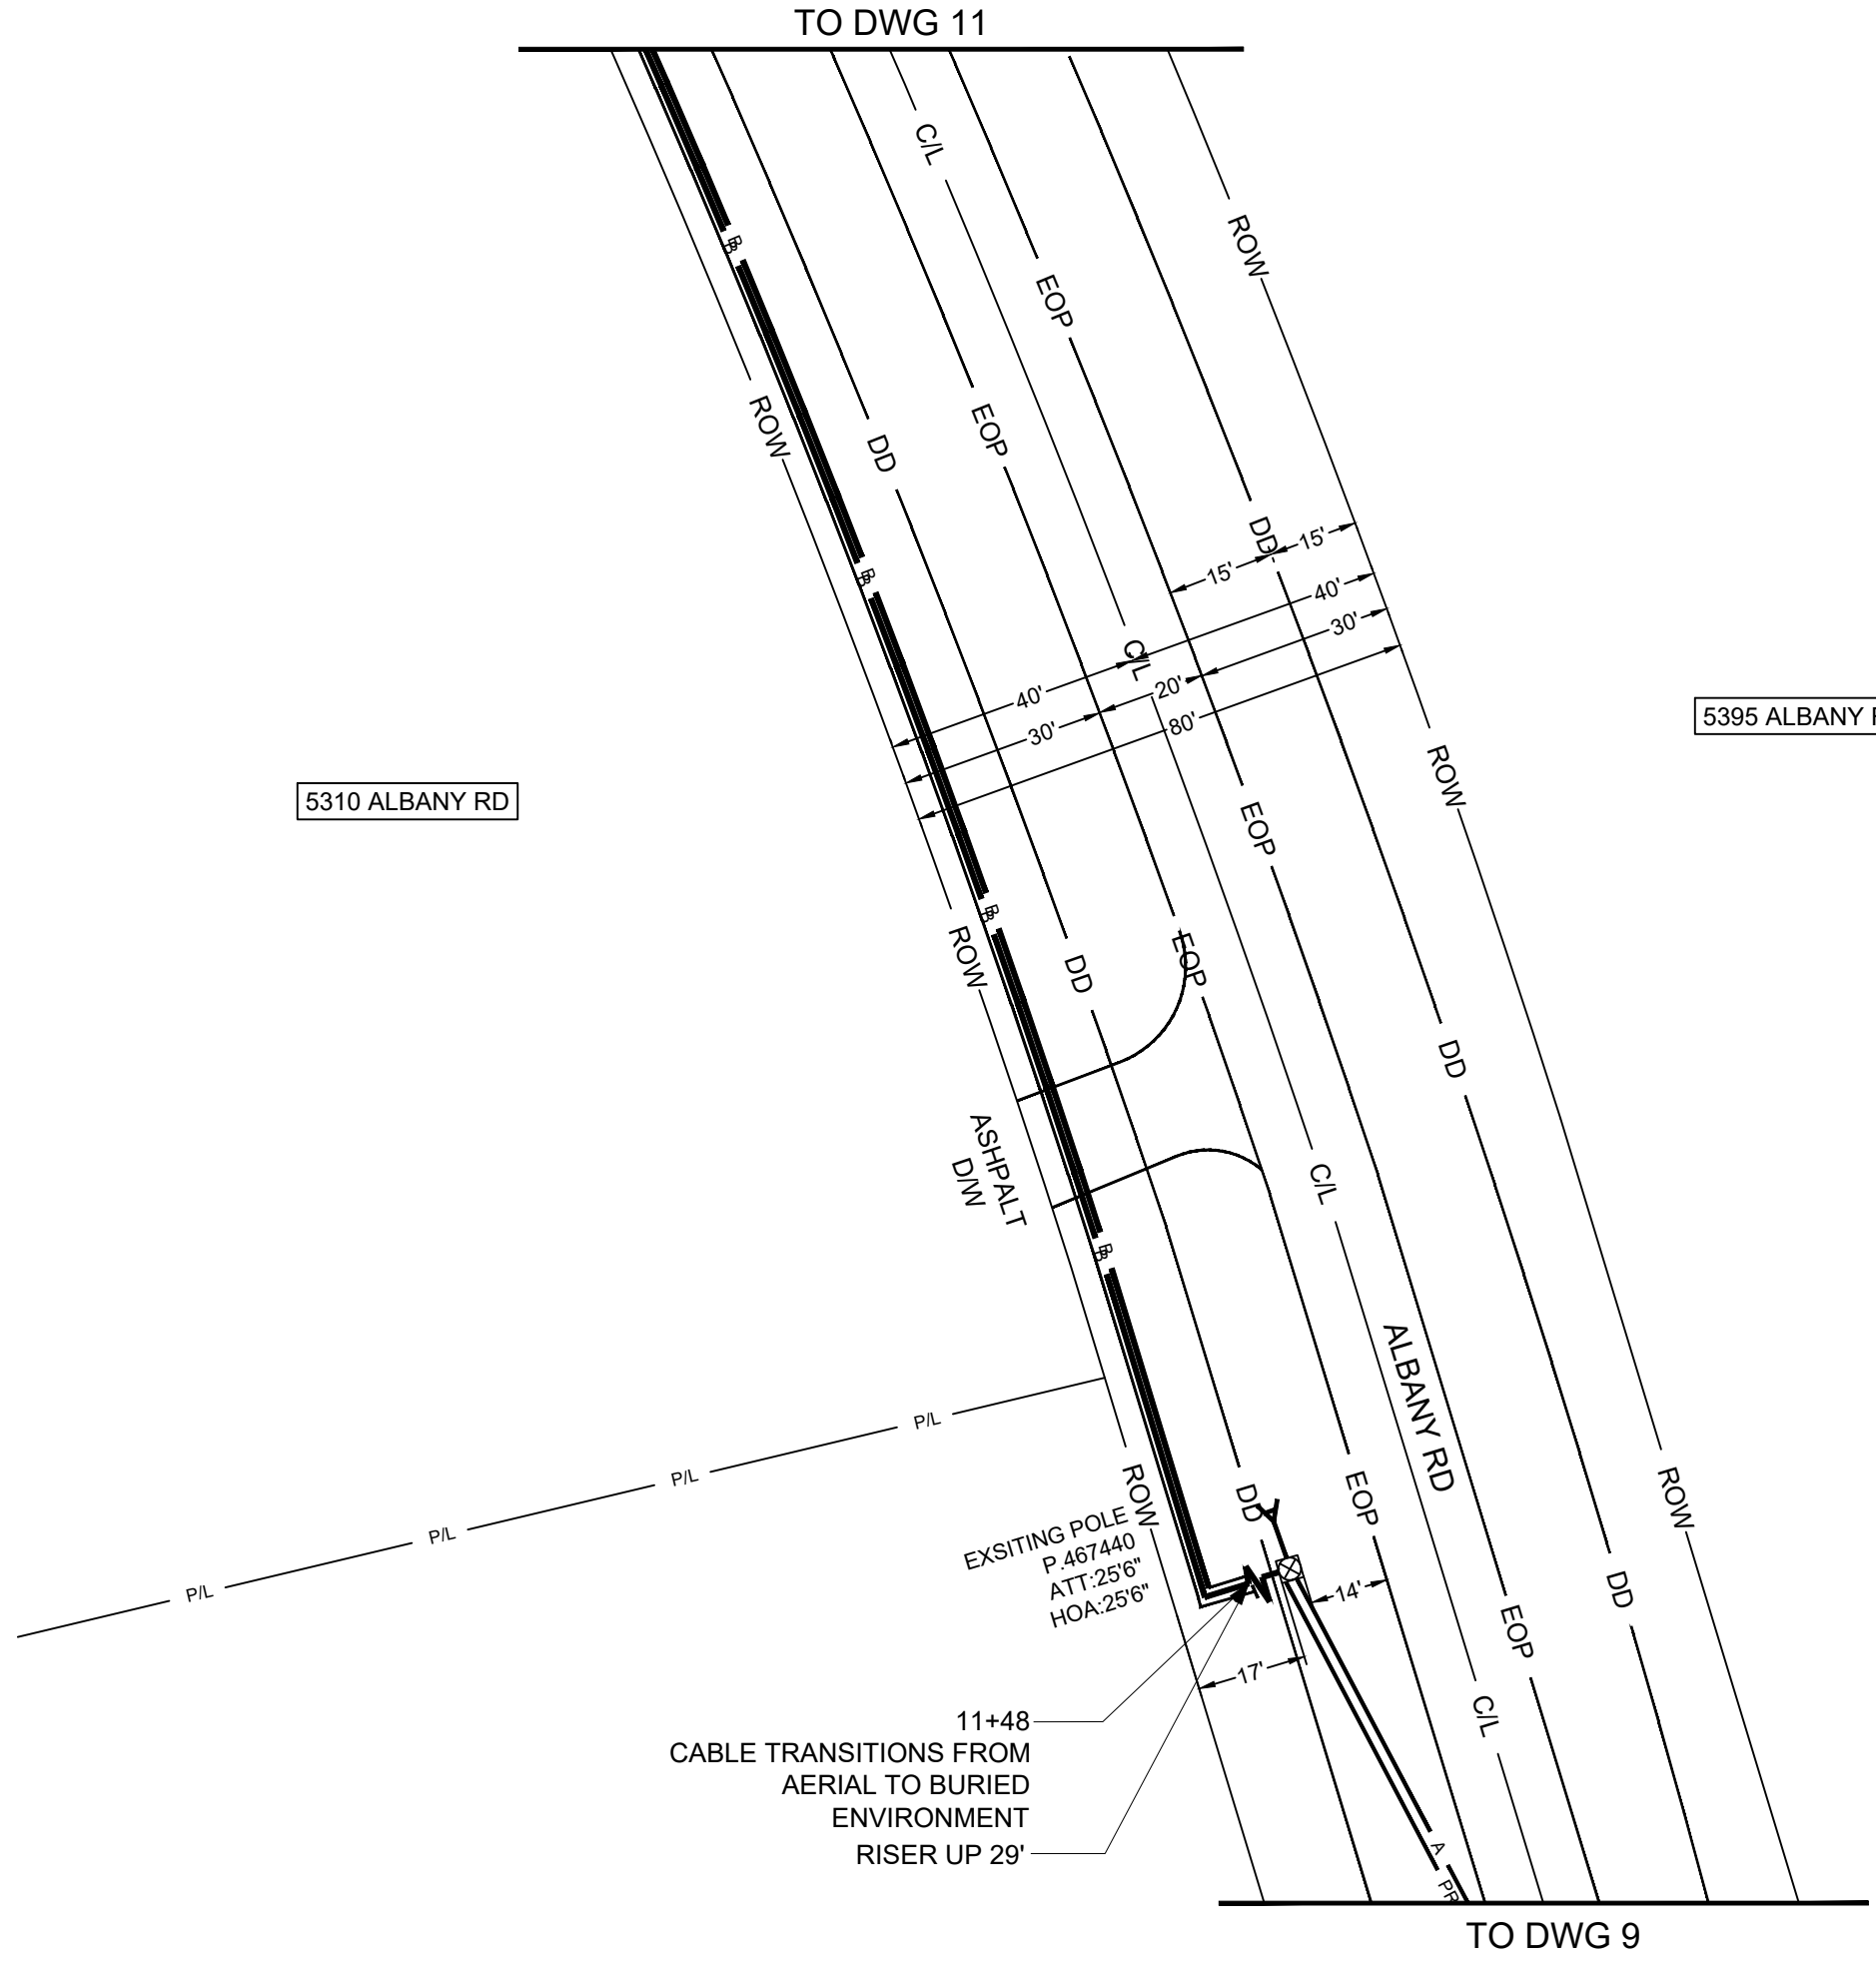 TO DWG 11
C/L
ROW
B
B
EOP
ROW
DD
EOP
DD
15'
15'
B
B
40'
30'
C/L
20'
40'
80'
30'
5395 ALBANY
ROW
5310 ALBANY RD
EOP
B
B
ROW
DD
EOP
DD
ASHPALT
D/W
C/L
B
B
ALBANY RD
P/L
P/L
P/L
P/L
ROW
DD
EOP
ROW
EXSITING POLE
P.467440
ATT:25'6"
HOA:25'6"
14'
DD
EOP
17'
C/L
11+48
CABLE TRANSITIONS FROM
AERIAL TO BURIED
ENVIRONMENT
RISER UP 29'
A
PR
TO DWG 9